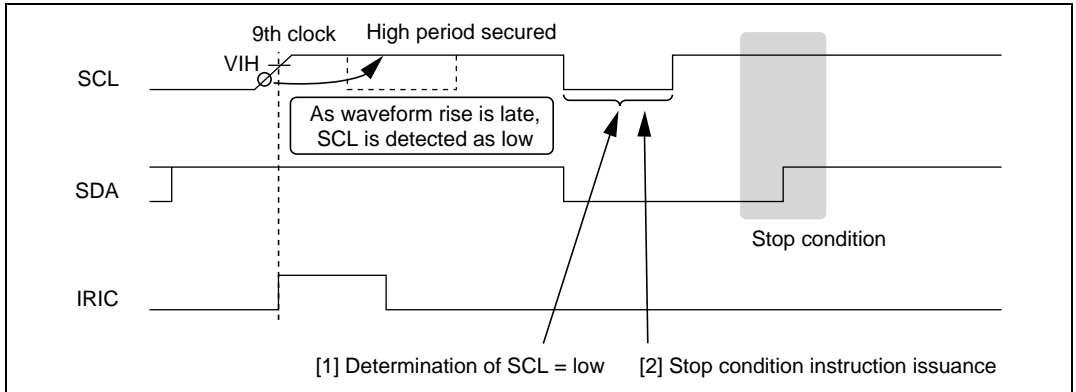 9th clock
High period secured
VIH
SCL
As waveform rise is late,
SCL is detected as low
SDA
Stop condition
IRIC
[1] Determination of SCL = low
[2] Stop condition instruction issuance